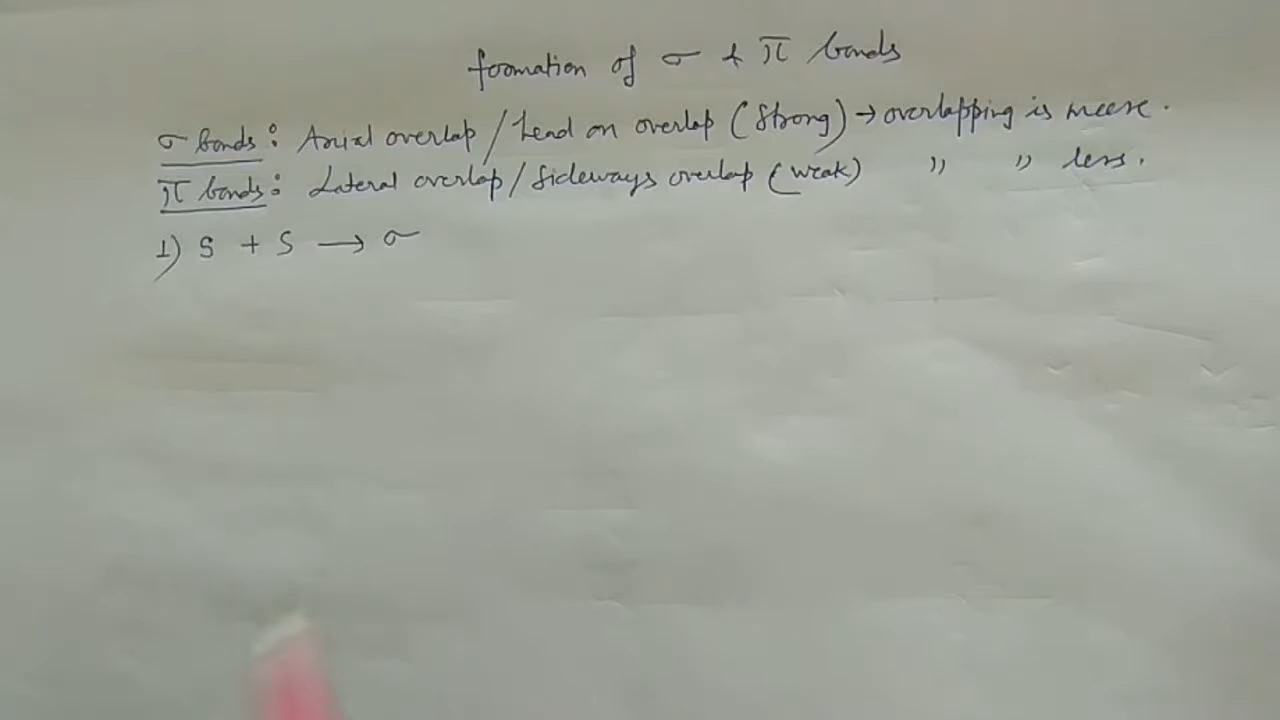 formation of σ & π bonds
σ bonds: Axial overlap/Head on overlap (Strong) → overlapping is more.
π bonds: Lateral overlap/Sideways overlap (weak) " " less.
1) S + S → σ